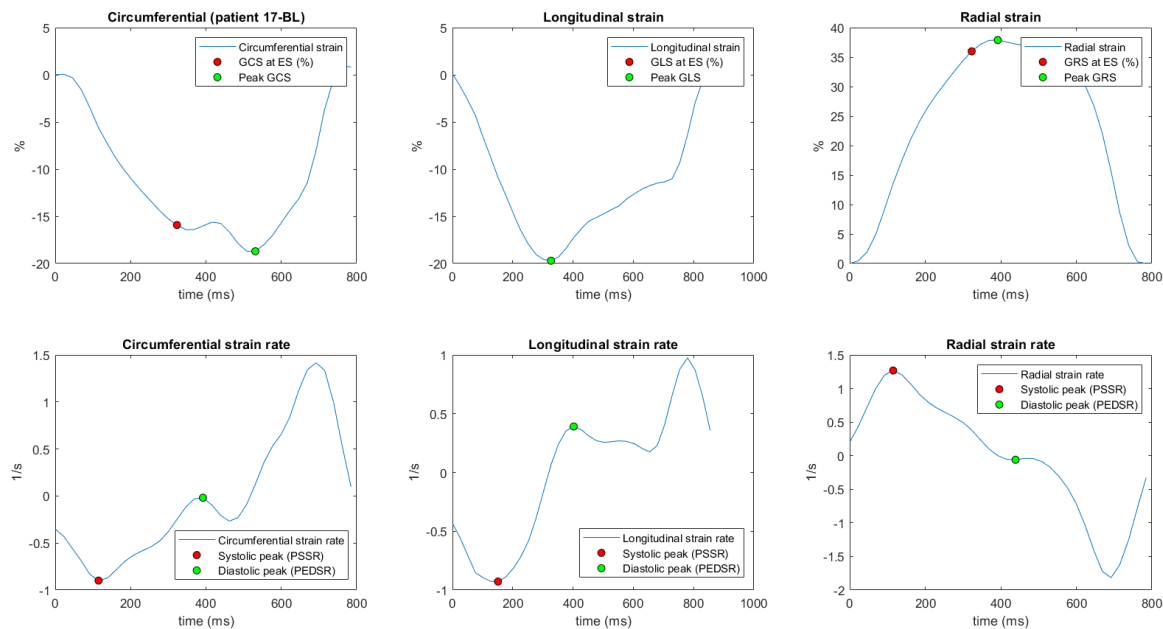 Circumferential (patient 17-BL)
5
0
-5
-10
-15
-20
%
0 200 400 600 800
time (ms)
Circumferential strain
GCS at ES (%)
Peak GCS
Longitudinal strain
5
0
-5
-10
-15
-20
%
0 200 400 600 800 1000
time (ms)
Longitudinal strain
GLS at ES (%)
Peak GLS
Radial strain
40
35
30
25
20
15
10
5
0
%
0 200 400 600 800
time (ms)
Radial strain
GRS at ES (%)
Peak GRS
Circumferential strain rate
1.5
1
0.5
0
-0.5
-1
1/s
0 200 400 600 800
time (ms)
Circumferential strain rate
Systolic peak (PSSR)
Diastolic peak (PEDSR)
Longitudinal strain rate
1
0.5
0
-0.5
-1
1/s
0 200 400 600 800 1000
time (ms)
Longitudinal strain rate
Systolic peak (PSSR)
Diastolic peak (PEDSR)
Radial strain rate
1.5
1
0.5
0
-0.5
-1
-1.5
-2
1/s
0 200 400 600 800
time (ms)
Radial strain rate
Systolic peak (PSSR)
Diastolic peak (PEDSR)